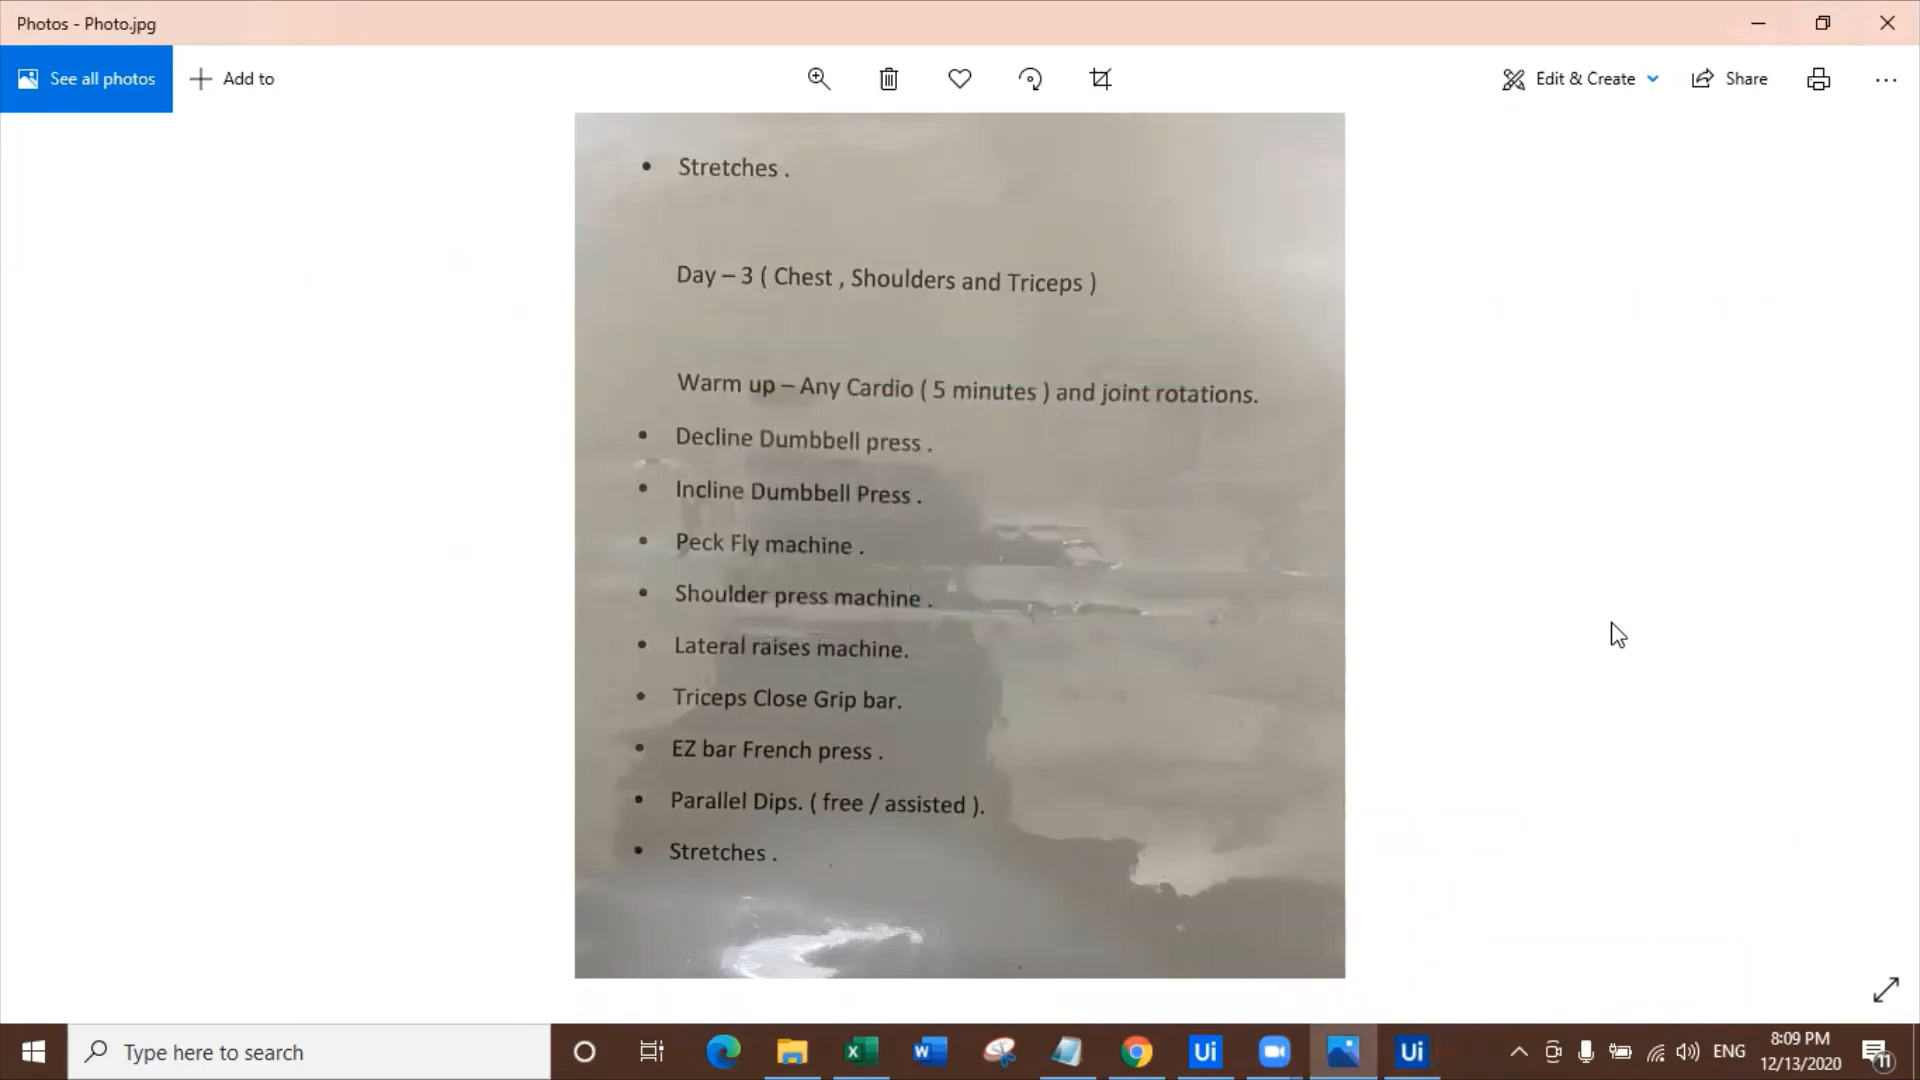 Photos - Photo.jpg
See all photos
Add to
Edit & Create
Share
• Stretches .
Day – 3 ( Chest , Shoulders and Triceps )
Warm up – Any Cardio ( 5 minutes ) and joint rotations.
• Decline Dumbbell press .
• Incline Dumbbell Press .
• Peck Fly machine .
• Shoulder press machine .
• Lateral raises machine.
• Triceps Close Grip bar.
• EZ bar French press .
• Parallel Dips. ( free / assisted ).
• Stretches .
Type here to search
X
W
Ui
Ui
ENG
8:09 PM
12/13/2020
11